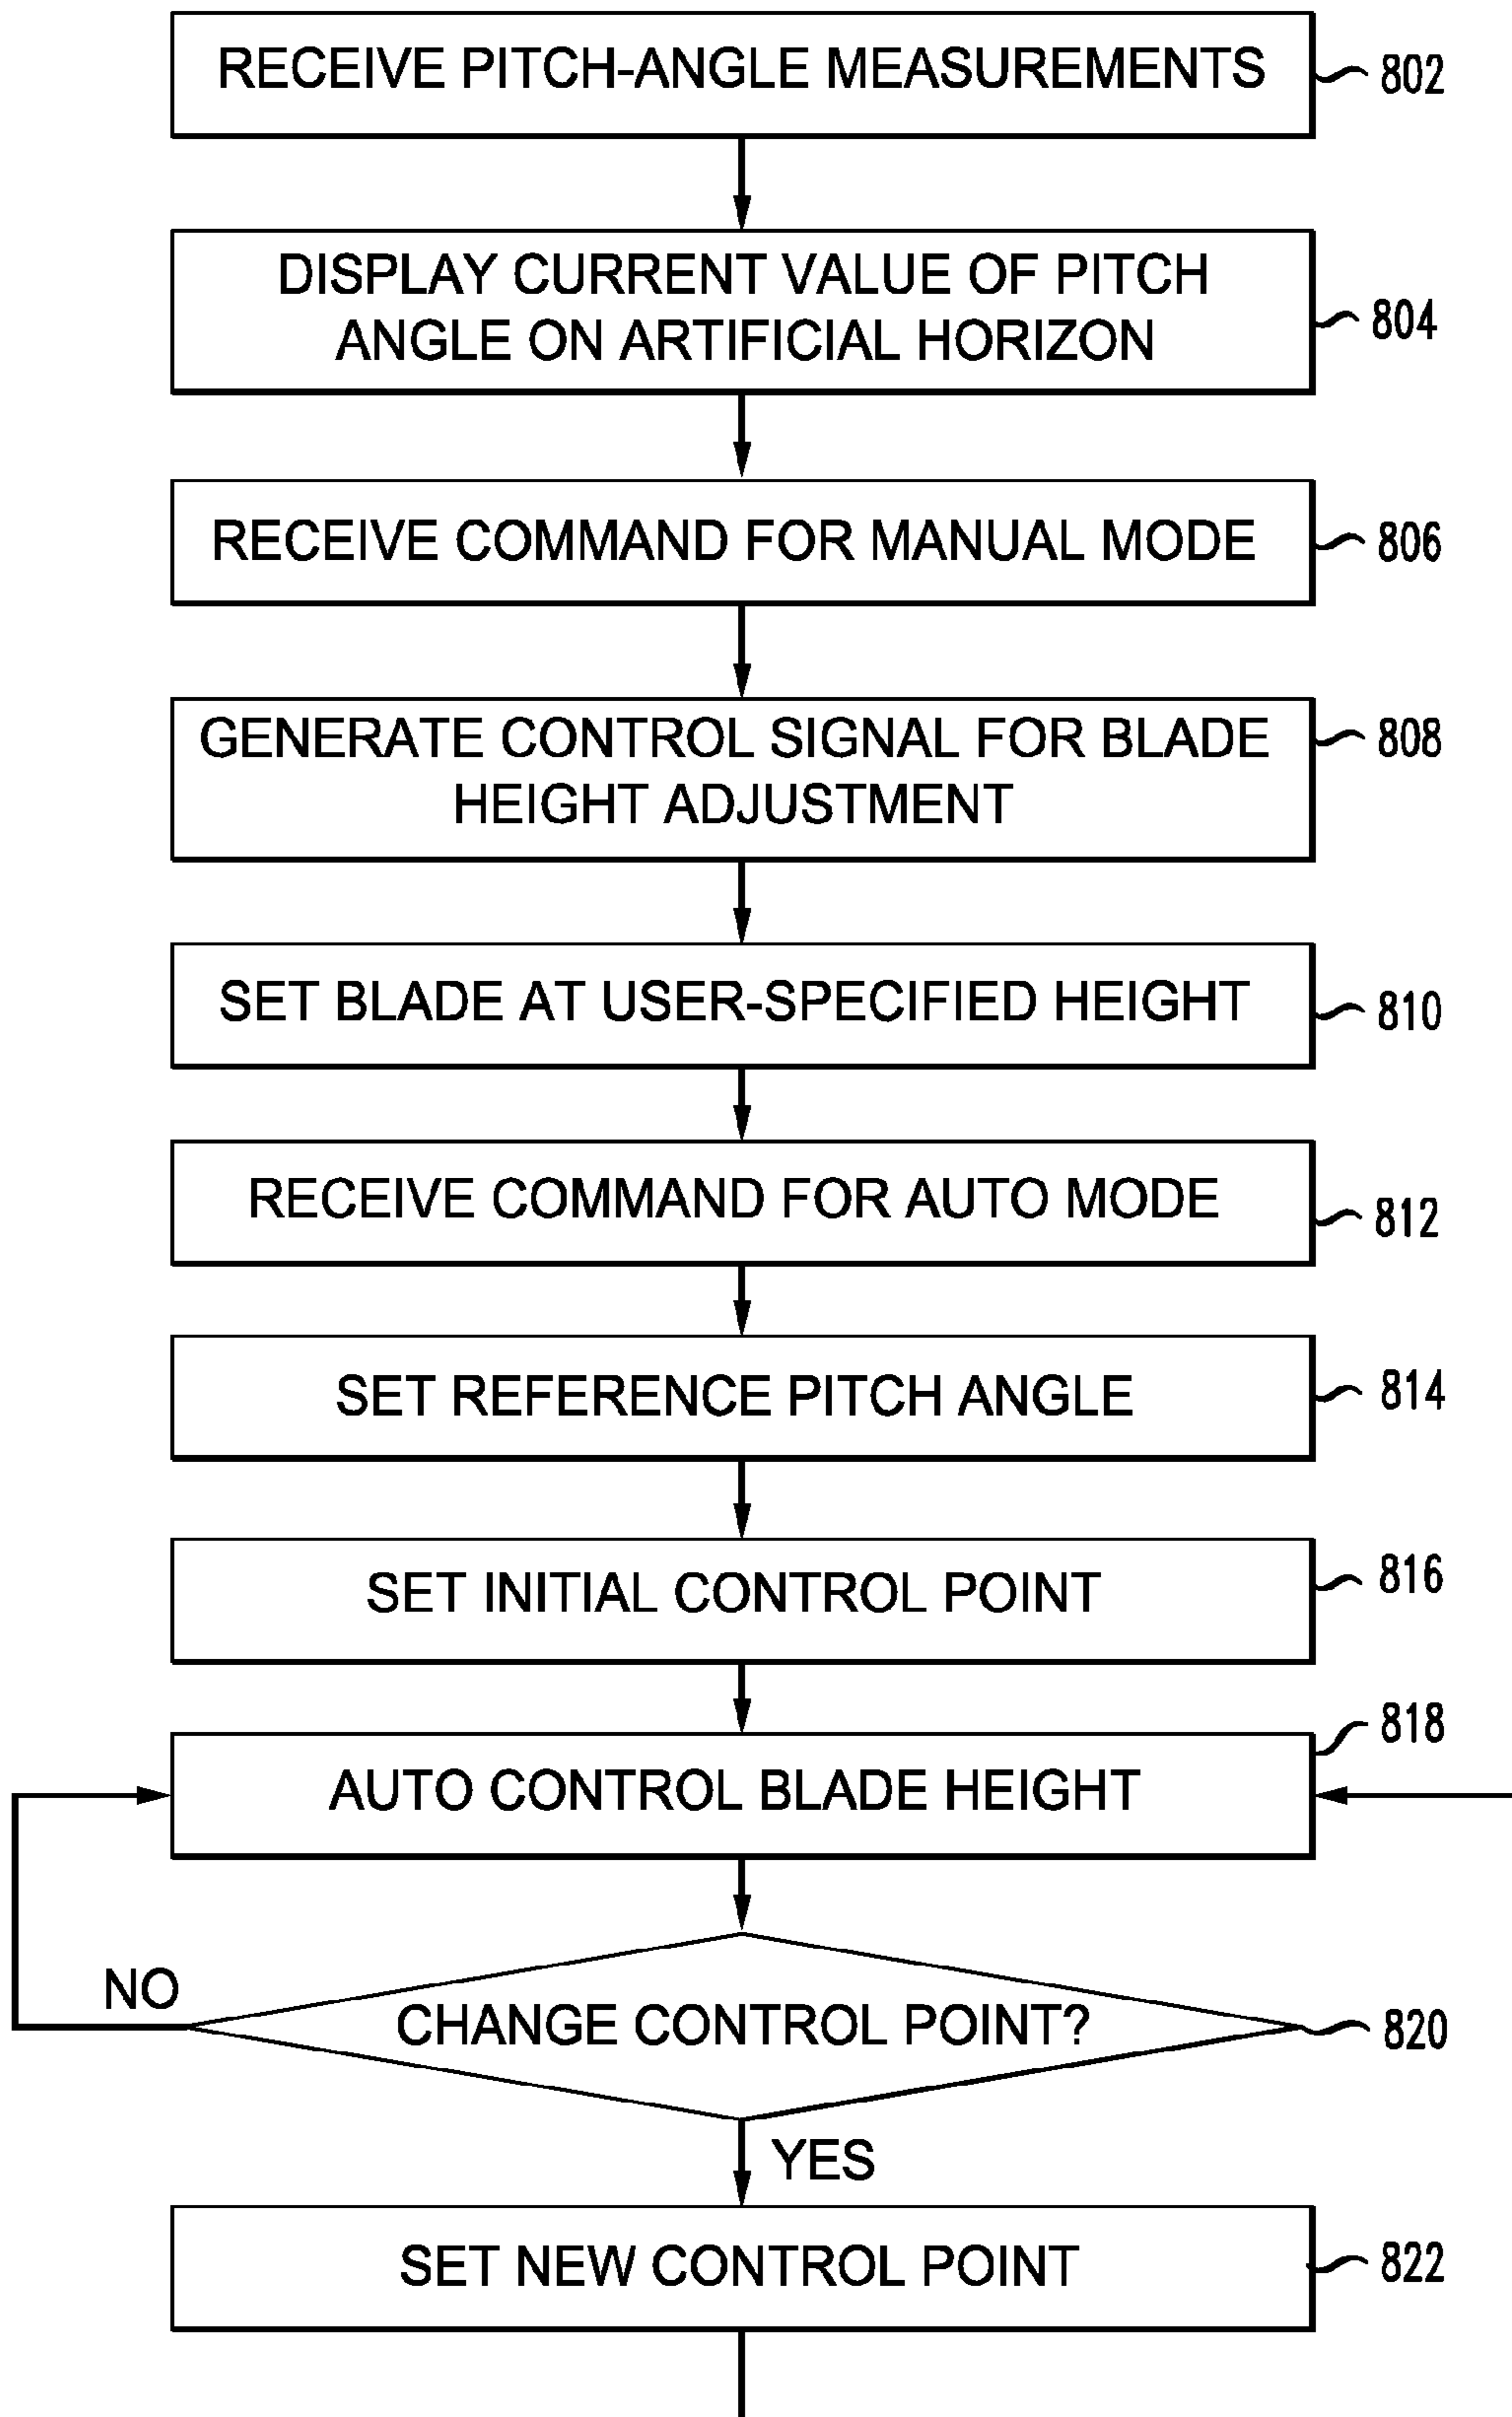 RECEIVE PITCH-ANGLE MEASUREMENTS
802
DISPLAY CURRENT VALUE OF PITCH
ANGLE ON ARTIFICIAL HORIZON
804
RECEIVE COMMAND FOR MANUAL MODE
806
GENERATE CONTROL SIGNAL FOR BLADE
HEIGHT ADJUSTMENT
808
SET BLADE AT USER-SPECIFIED HEIGHT
810
RECEIVE COMMAND FOR AUTO MODE
812
SET REFERENCE PITCH ANGLE
814
SET INITIAL CONTROL POINT
816
AUTO CONTROL BLADE HEIGHT
818
NO
CHANGE CONTROL POINT?
820
YES
SET NEW CONTROL POINT
822